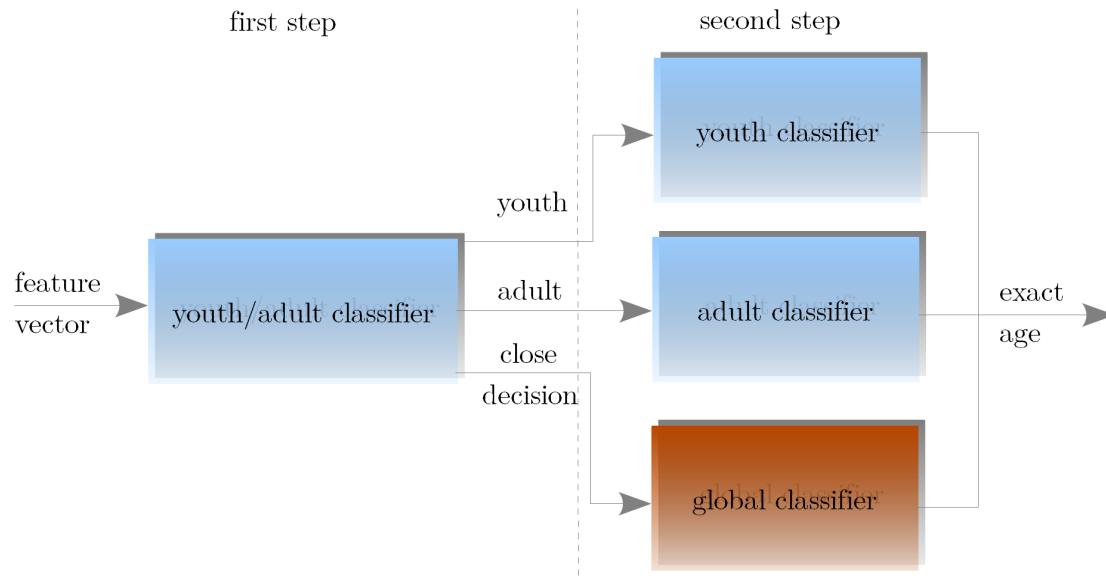 first step
second step
youth classifier
youth
feature
vector
youth/adult classifier
adult
adult classifier
exact
age
close
decision
global classifier